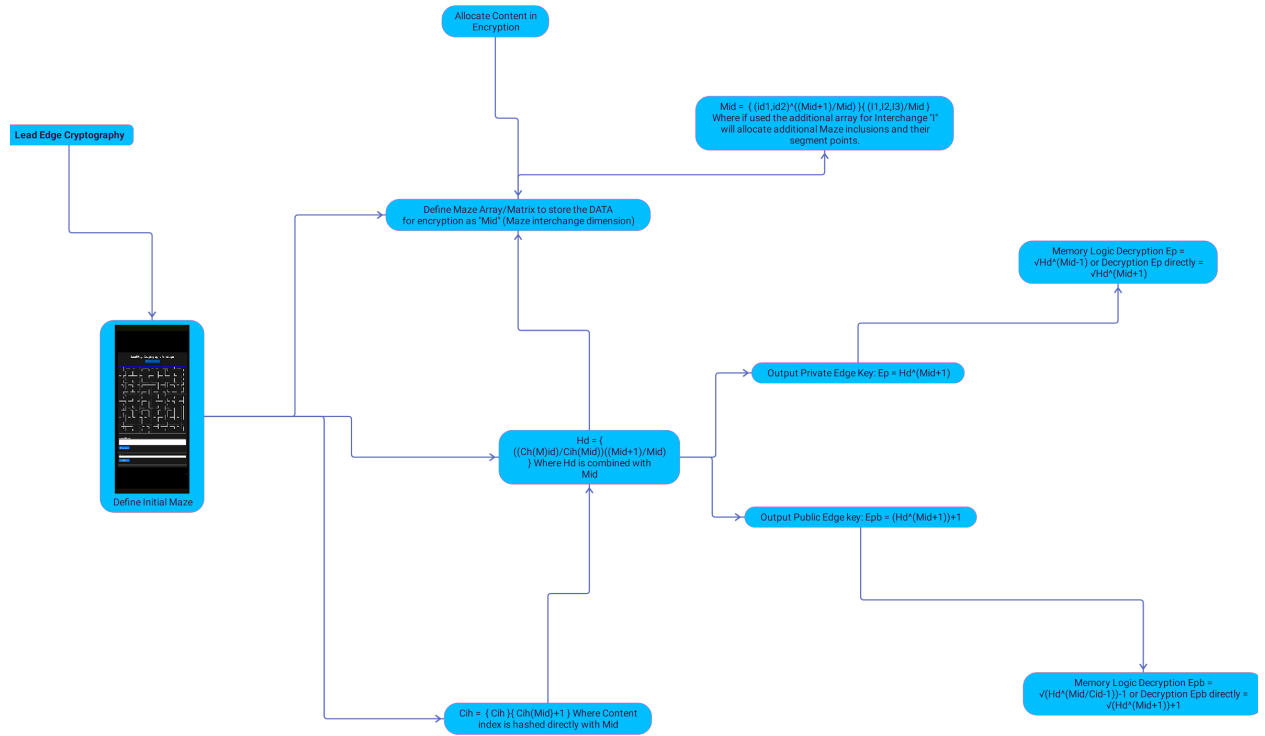 Allocate Content in
Encryption
Mid = { (id1,id2)^((Mid+1)/Mid) }{ (I1,I2,I3)/Mid }
Where if used the additional array for Interchange "I"
will allocate additional Maze inclusions and their
segment points.
Lead Edge Cryptography
Define Maze Array/Matrix to store the DATA
for encryption as "Mid" (Maze interchange dimension)
Memory Logic Decryption Ep =
√Hd^(Mid-1) or Decryption Ep directly =
√Hd^(Mid+1)
Output Private Edge Key: Ep = Hd^(Mid+1)
Hd = {
((Ch(M)id)/Cih(Mid))((Mid+1)/Mid)
} Where Hd is combined with
Mid
Define Initial Maze
Output Public Edge key: Epb = (Hd^(Mid+1))+1
Memory Logic Decryption Epb =
√(Hd^(Mid/Cid-1))-1 or Decryption Epb directly =
√(Hd^(Mid+1))+1
Cih = { Cih }{ Cih(Mid)+1 } Where Content
index is hashed directly with Mid